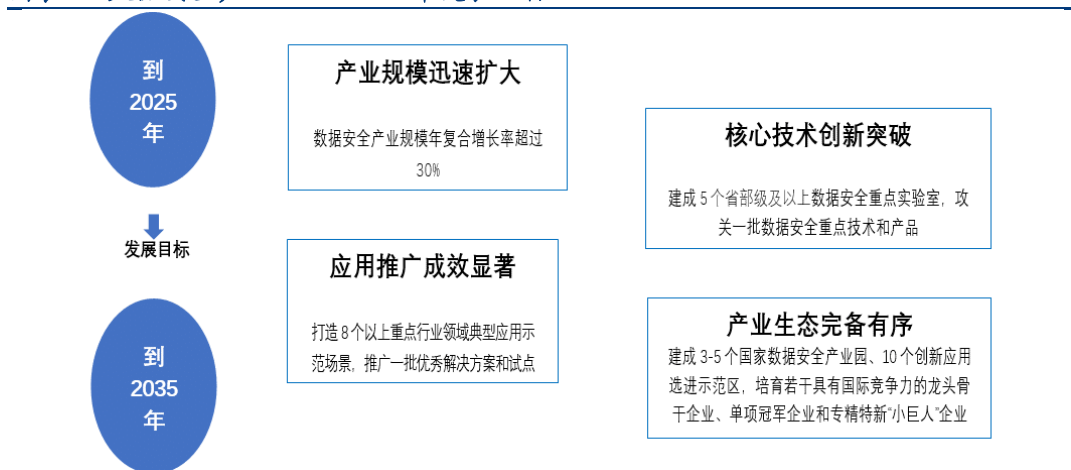 到
2025
年
发展目标
到
2035
年
产业规模迅速扩大
数据安全产业规模年复合增长率超过
30%
应用推广成效显著
打造8个以上重点行业领域典型应用示
范场景，推广一批优秀解决方案和试点
核心技术创新突破
建成5个省部级及以上数据安全重点实验室，攻
关一批数据安全重点技术和产品
产业生态完备有序
建成3-5个国家数据安全产业园、10个创新应用
选进示范区，培育若干具有国际竞争力的龙头骨
干企业、单项冠军企业和专精特新“小巨人”企业